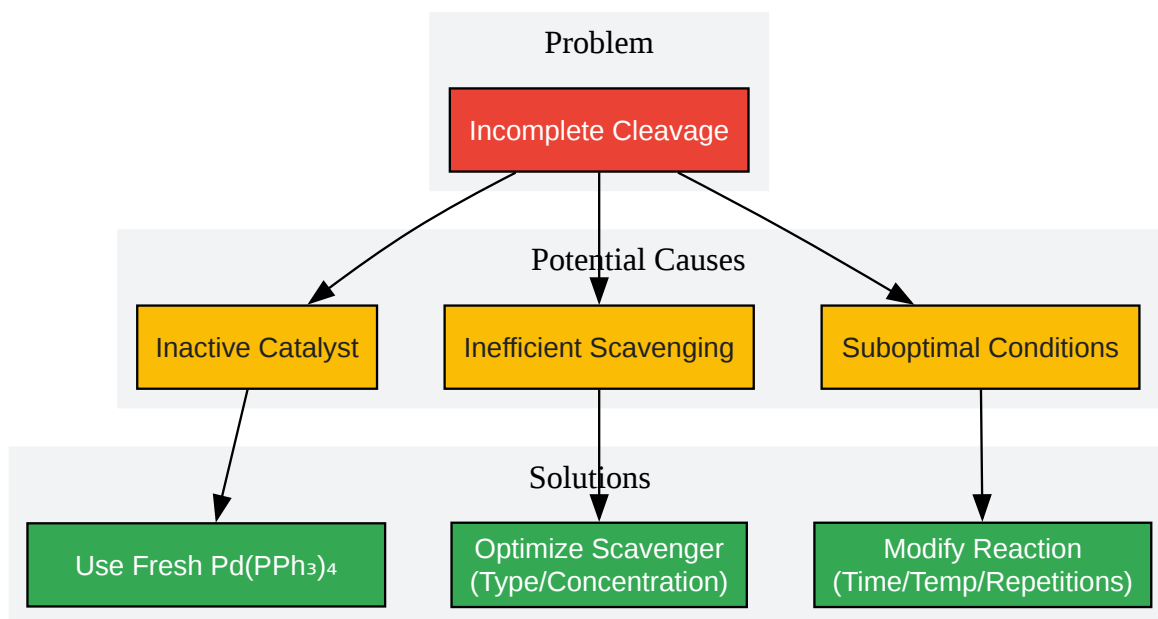 Problem
Incomplete Cleavage
Potential Causes
Inactive Catalyst
Inefficient Scavenging
Suboptimal Conditions
Solutions
Use Fresh Pd(PPh₃)₄
Optimize Scavenger
(Type/Concentration)
Modify Reaction
(Time/Temp/Repetitions)